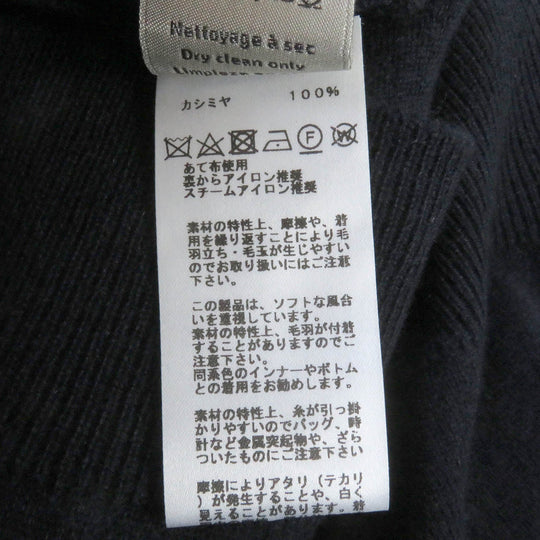 Nettoyage à sec
Dry clean only
カシミヤ 100%
F
W
あて布使用
裏からアイロン推奨
スチームアイロン推奨
素材の特性上、摩擦や、着
用を繰り返すことにより毛
羽立ち・毛玉が生じやすい
のでお取り扱いにはご注意
下さい。
この製品は、ソフトな風合
いを重視しています。
素材の特性上、毛羽が付着
することがありますのでご
注意下さい。
同系色のインナーやボトム
との着用をお勧めします。
素材の特性上、糸が引っ掛
かりやすいのでバッグ、時
計など金属突起物や、ざら
ついたものにご注意下さい
摩擦によりアタリ（テカリ
）が発生することや、白く
見えることがあります。着